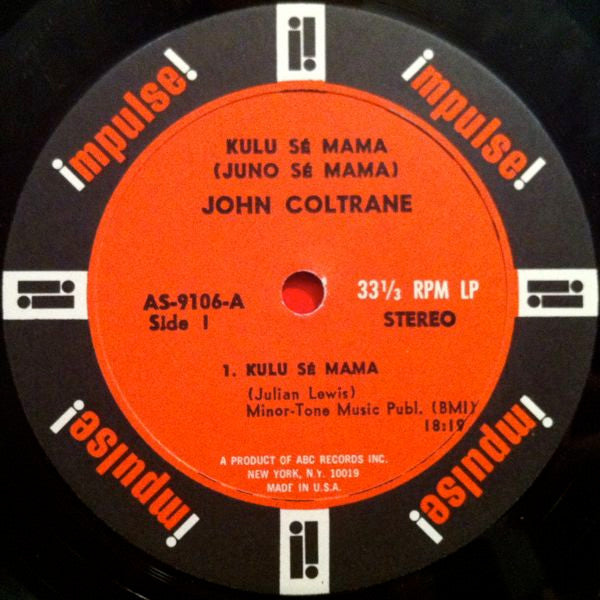 impulse!
impulse!
KULU SÉ MAMA
(JUNO SÉ MAMA)
JOHN COLTRANE
AS-9106-A
Side 1
33⅓ RPM LP
STEREO
1. KULU SÉ MAMA
(Julian Lewis)
Minor-Tone Music Publ. (BMI)
18:19
A PRODUCT OF ABC RECORDS INC.
NEW YORK, N.Y. 10019
MADE IN U.S.A.
impulse!
impulse!